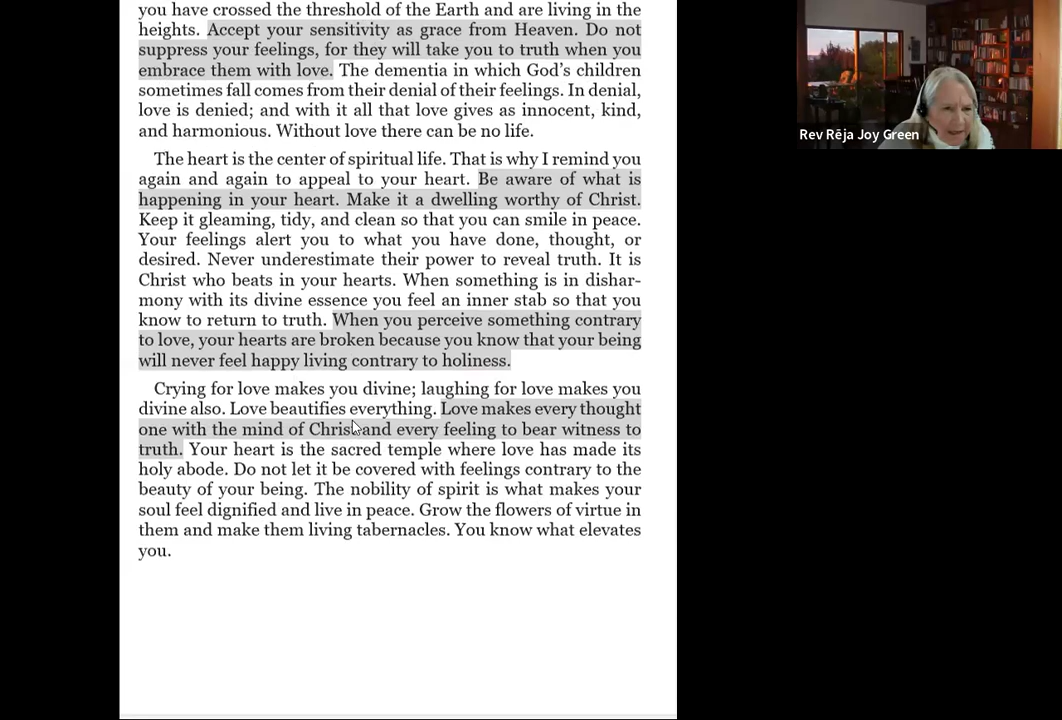 you have crossed the threshold of the Earth and are living in the
heights. Accept your sensitivity as grace from Heaven. Do not
suppress your feelings, for they will take you to truth when you
embrace them with love. The dementia in which God’s children
sometimes fall comes from their denial of their feelings. In denial,
love is denied; and with it all that love gives as innocent, kind,
and harmonious. Without love there can be no life.
The heart is the center of spiritual life. That is why I remind you
again and again to appeal to your heart. Be aware of what is
happening in your heart. Make it a dwelling worthy of Christ.
Keep it gleaming, tidy, and clean so that you can smile in peace.
Your feelings alert you to what you have done, thought, or
desired. Never underestimate their power to reveal truth. It is
Christ who beats in your hearts. When something is in dishar-
mony with its divine essence you feel an inner stab so that you
know to return to truth. When you perceive something contrary
to love, your hearts are broken because you know that your being
will never feel happy living contrary to holiness.
Crying for love makes you divine; laughing for love makes you
divine also. Love beautifies everything. Love makes every thought
one with the mind of Christ and every feeling to bear witness to
truth. Your heart is the sacred temple where love has made its
holy abode. Do not let it be covered with feelings contrary to the
beauty of your being. The nobility of spirit is what makes your
soul feel dignified and live in peace. Grow the flowers of virtue in
them and make them living tabernacles. You know what elevates
you.
Rev Rēja Joy Green